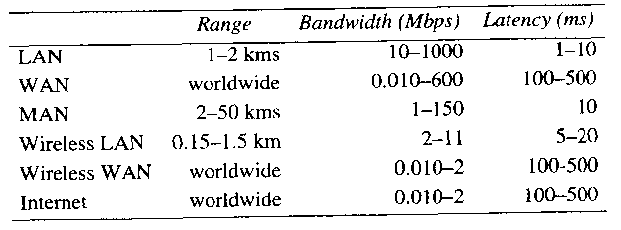 Range Bandwidth (Mbps) Latency (ms)
LAN 1–2 kms 10–1000 1–10
WAN worldwide 0.010–600 100–500
MAN 2–50 kms 1–150 10
Wireless LAN 0.15–1.5 km 2–11 5–20
Wireless WAN worldwide 0.010–2 100-500
Internet worldwide 0.010–2 100–500